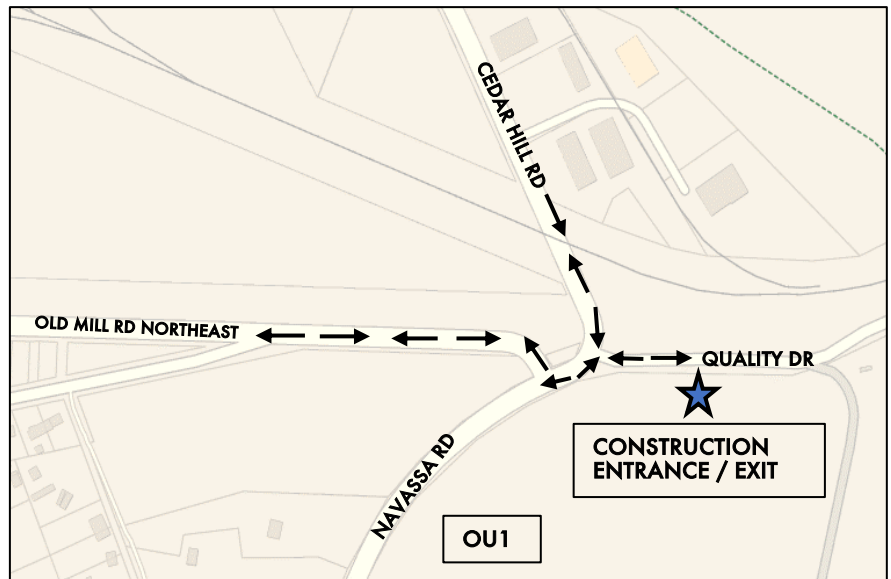 CEDAR HILL RD
OLD MILL RD NORTHEAST
QUALITY DR
CONSTRUCTION
ENTRANCE / EXIT
NAVASSA RD
OU1